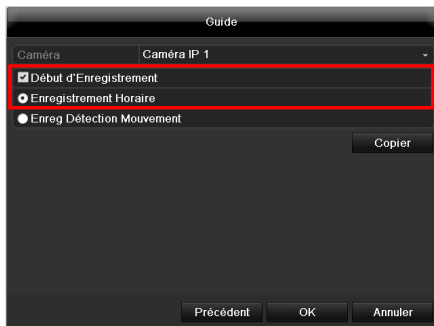 Guide
Caméra Caméra IP 1
Début d'Enregistrement
Enregistrement Horaire
Enreg Détection Mouvement
Copier
Précédent OK Annuler